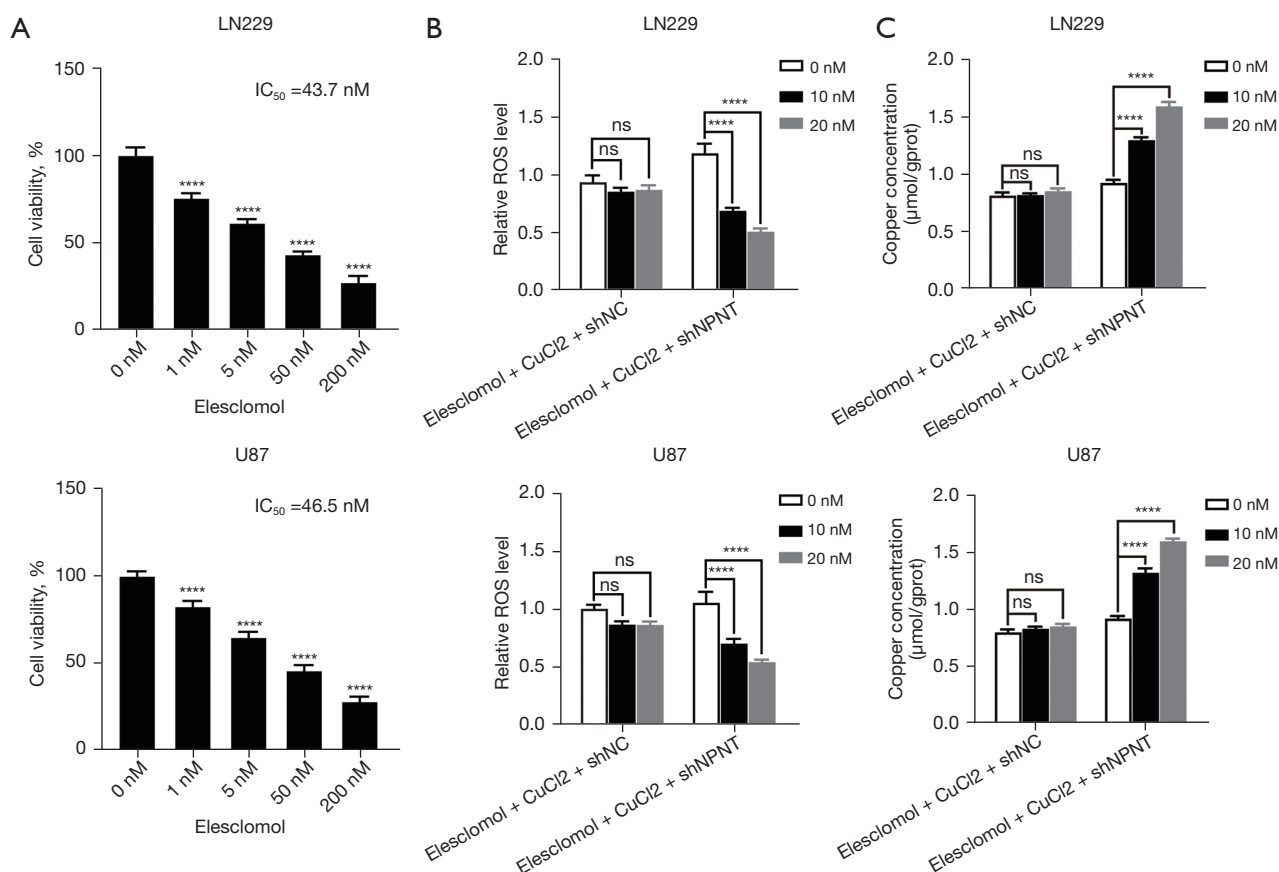 A
LN229
Cell viability, %
150
100
50
0
IC50 =43.7 nM
****
****
****
****
0 nM
1 nM
5 nM
50 nM
200 nM
Elesclomol
B
LN229
Relative ROS level
2.0
1.5
1.0
0.5
0.0
0 nM
10 nM
20 nM
ns
ns
****
****
Elesclomol + CuCl2 + shNC
Elesclomol + CuCl2 + shNPNT
C
LN229
Copper concentration
(μmol/gprot)
2.0
1.5
1.0
0.5
0.0
0 nM
10 nM
20 nM
ns
ns
****
****
Elesclomol + CuCl2 + shNC
Elesclomol + CuCl2 + shNPNT
U87
Cell viability, %
150
100
50
0
IC50 =46.5 nM
****
****
****
****
0 nM
1 nM
5 nM
50 nM
200 nM
Elesclomol
U87
Relative ROS level
2.0
1.5
1.0
0.5
0.0
0 nM
10 nM
20 nM
ns
ns
****
****
Elesclomol + CuCl2 + shNC
Elesclomol + CuCl2 + shNPNT
U87
Copper concentration
(μmol/gprot)
2.0
1.5
1.0
0.5
0.0
0 nM
10 nM
20 nM
ns
ns
****
****
Elesclomol + CuCl2 + shNC
Elesclomol + CuCl2 + shNPNT